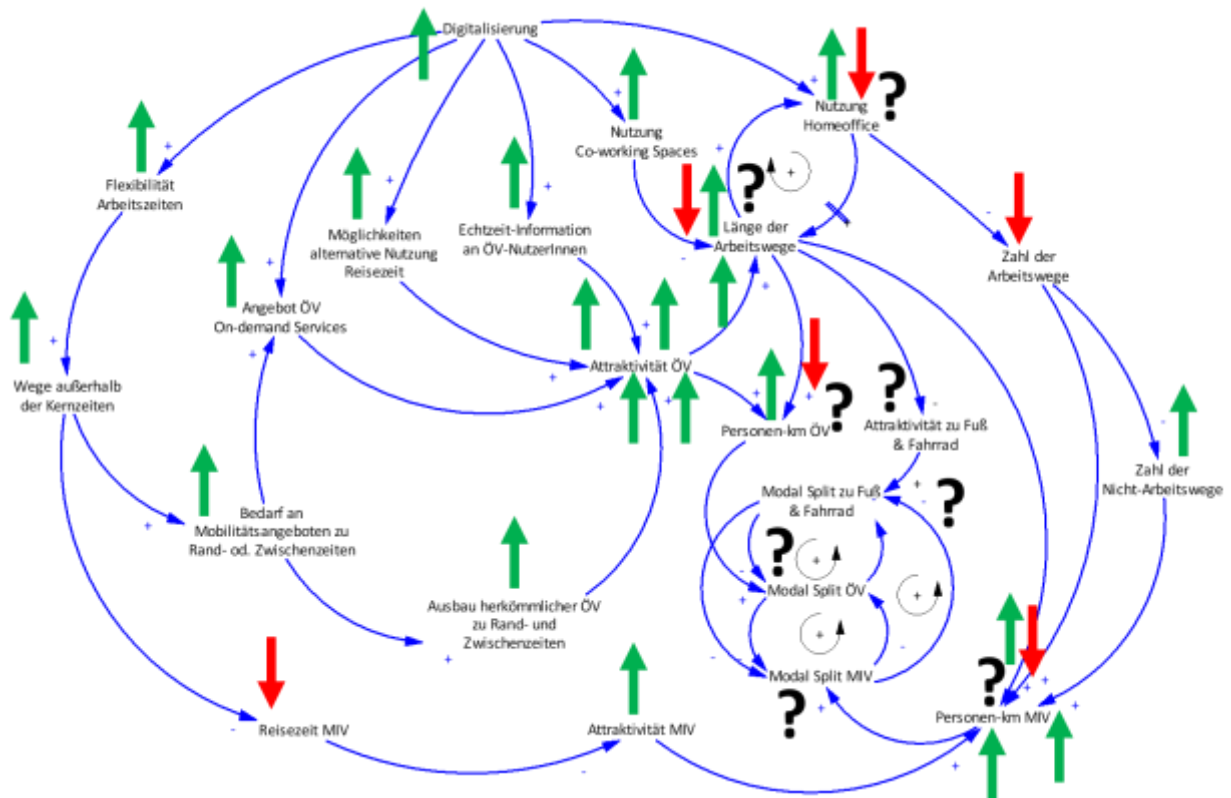 Digitalisierung
Nutzung
Homeoffice
?
Nutzung
Co-working Spaces
Flexibilität
Arbeitszeiten
Möglichkeiten
alternative Nutzung
Reisezeit
Echtzeit-Information
an ÖV-NutzerInnen
?
Länge der
Arbeitswege
Zahl der
Arbeitswege
Angebot ÖV
On-demand Services
Wege außerhalb
der Kernzeiten
Attraktivität ÖV
Personen-km ÖV
?
?
Attraktivität zu Fuß
& Fahrrad
Zahl der
Nicht-Arbeitswege
Modal Split zu Fuß
& Fahrrad
?
Bedarf an
Mobilitätsangeboten zu
Rand- od. Zwischenzeiten
?
Modal Split ÖV
Ausbau herkömmlicher ÖV
zu Rand- und
Zwischenzeiten
Modal Split MIV
?
?
Personen-km MIV
Reisezeit MIV
Attraktivität MIV